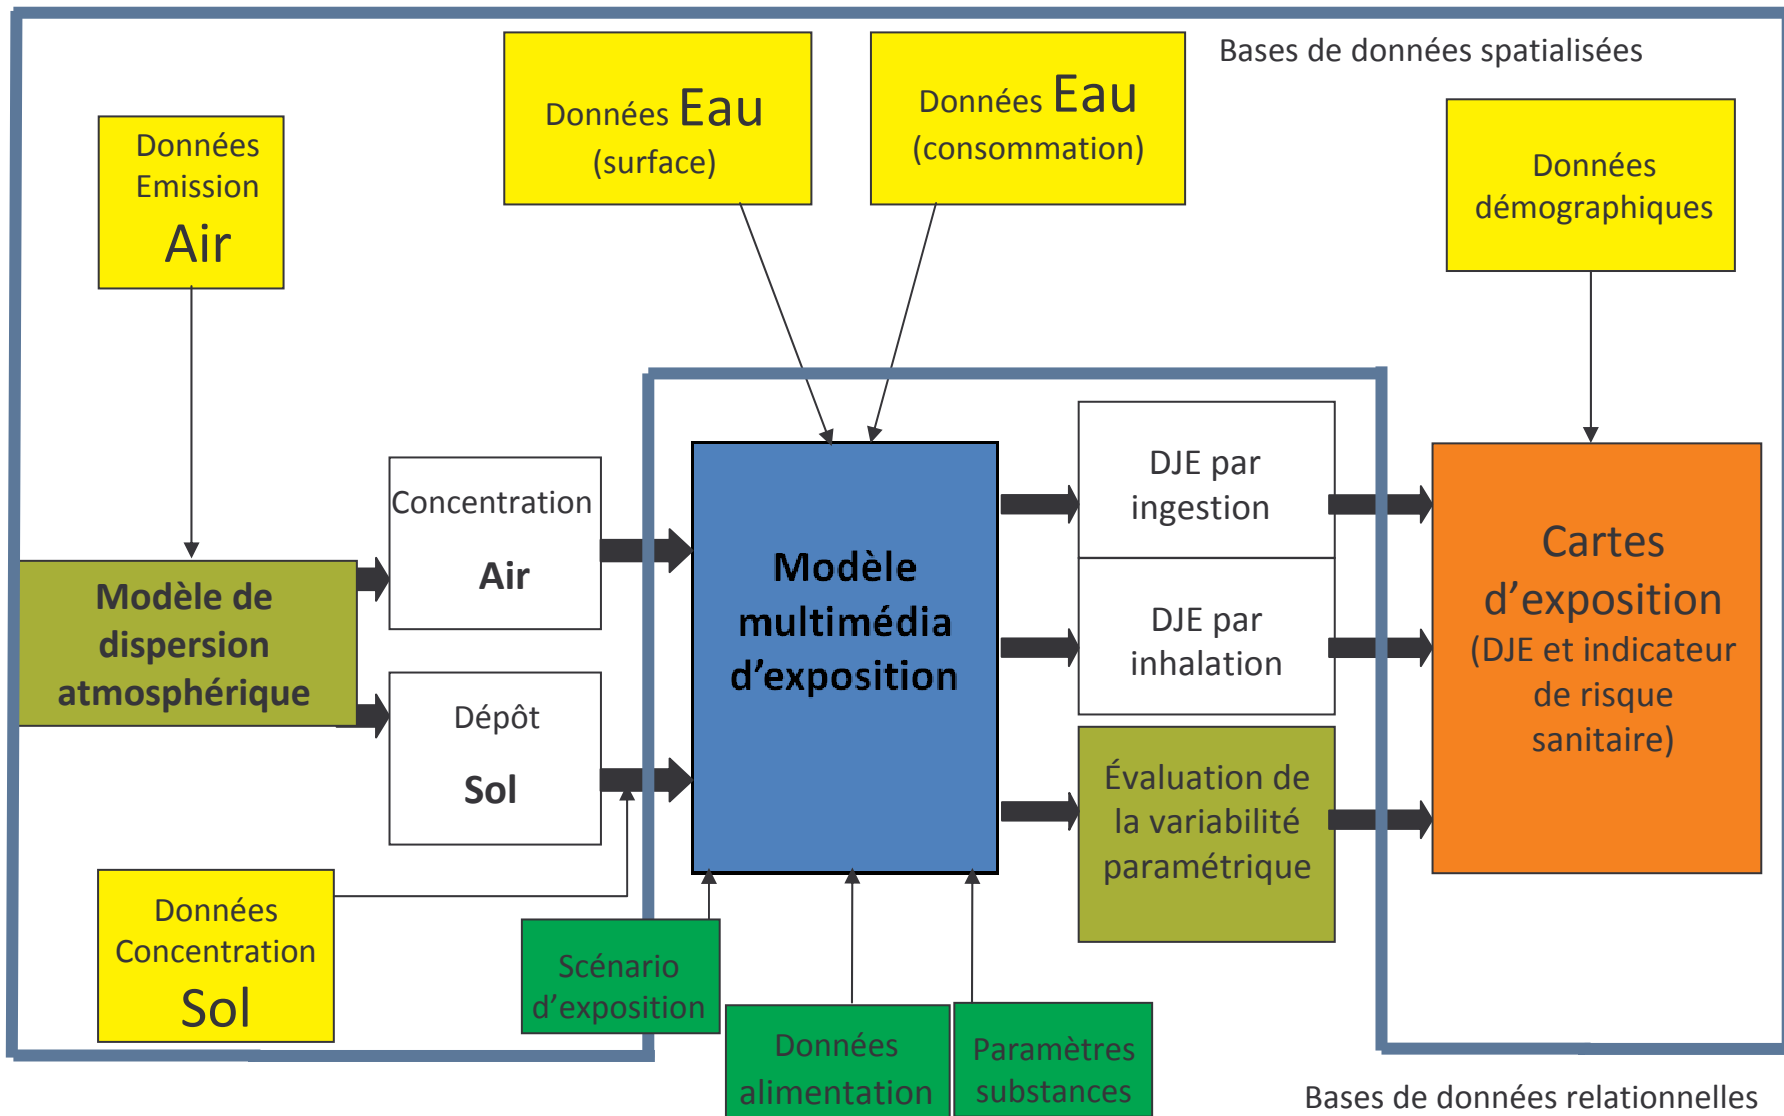 Bases de données spatialisées
Données Eau
(surface)
Données Eau
(consommation)
Données
Emission
Air
Données
démographiques
Concentration
Air
Modèle de
dispersion
atmosphérique
Dépôt
Sol
Données
Concentration
Sol
Modèle
multimédia
d’exposition
DJE par
ingestion
DJE par
inhalation
Évaluation de
la variabilité
paramétrique
Cartes
d’exposition
(DJE et indicateur
de risque
sanitaire)
Scénario
d’exposition
Données
alimentation
Paramètres
substances
Bases de données relationnelles